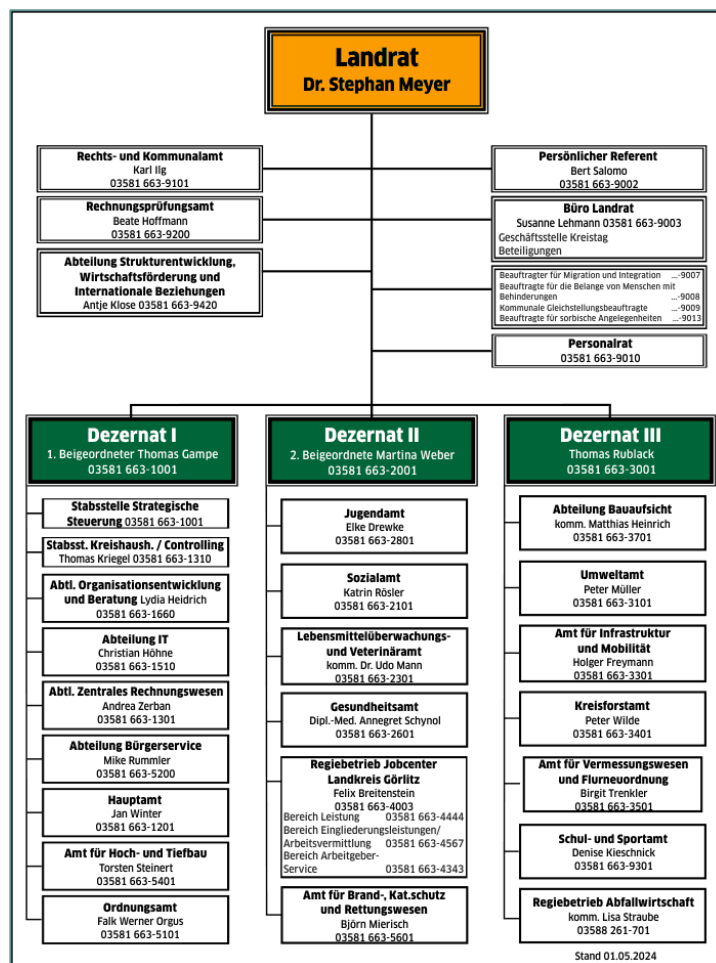 Landrat
Dr. Stephan Meyer
Rechts- und Kommunalamt
Karl Ilg
03581 663-9101
Rechnungsprüfungsamt
Beate Hoffmann
03581 663-9200
Abteilung Strukturentwicklung,
Wirtschaftsförderung und
Internationale Beziehungen
Antje Klose 03581 663-9420
Persönlicher Referent
Bert Salomo
03581 663-9002
Büro Landrat
Susanne Lehmann 03581 663-9003
Geschäftsstelle Kreistag
Beteiligungen
Beauftragter für Migration und Integration ...-9007
Beauftragte für die Belange von Menschen mit
Behinderungen ...-9008
Kommunale Gleichstellungsbeauftragte ...-9009
Beauftragte für sorbische Angelegenheiten ...-9013
Personalrat
03581 663-9010
Dezernat I
1. Beigeordneter Thomas Gampe
03581 663-1001
Stabsstelle Strategische
Steuerung 03581 663-1001
Stabsst. Kreishaush. / Controlling
Thomas Kriegel 03581 663-1310
Abtl. Organisationsentwicklung
und Beratung Lydia Heidrich
03581 663-1660
Abteilung IT
Christian Höhne
03581 663-1510
Abtl. Zentrales Rechnungswesen
Andrea Zerban
03581 663-1301
Abteilung Bürgerservice
Mike Rummler
03581 663-5200
Hauptamt
Jan Winter
03581 663-1201
Amt für Hoch- und Tiefbau
Torsten Steinert
03581 663-5401
Ordnungsamt
Falk Werner Orgus
03581 663-5101
Dezernat II
2. Beigeordnete Martina Weber
03581 663-2001
Jugendamt
Elke Drewke
03581 663-2801
Sozialamt
Katrin Rösler
03581 663-2101
Lebensmittelüberwachungs-
und Veterinäramt
komm. Dr. Udo Mann
03581 663-2301
Gesundheitsamt
Dipl.-Med. Annegret Schynol
03581 663-2601
Regiebetrieb Jobcenter
Landkreis Görlitz
Felix Breitenstein
03581 663-4003
Bereich Leistung 03581 663-4444
Bereich Eingliederungsleistungen/
Arbeitsvermittlung 03581 663-4567
Bereich Arbeitgeber-
Service 03581 663-4343
Amt für Brand-, Kat.schutz
und Rettungswesen
Björn Mierisch
03581 663-5601
Dezernat III
Thomas Rublack
03581 663-3001
Abteilung Bauaufsicht
komm. Matthias Heinrich
03581 663-3701
Umweltamt
Peter Müller
03581 663-3101
Amt für Infrastruktur
und Mobilität
Holger Freymann
03581 663-3301
Kreisforstamt
Peter Wilde
03581 663-3401
Amt für Vermessungswesen
und Flurneuordnung
Birgit Trenkler
03581 663-3501
Schul- und Sportamt
Denise Kieschnick
03581 663-9301
Regiebetrieb Abfallwirtschaft
komm. Lisa Straube
03588 261-701
Stand 01.05.2024